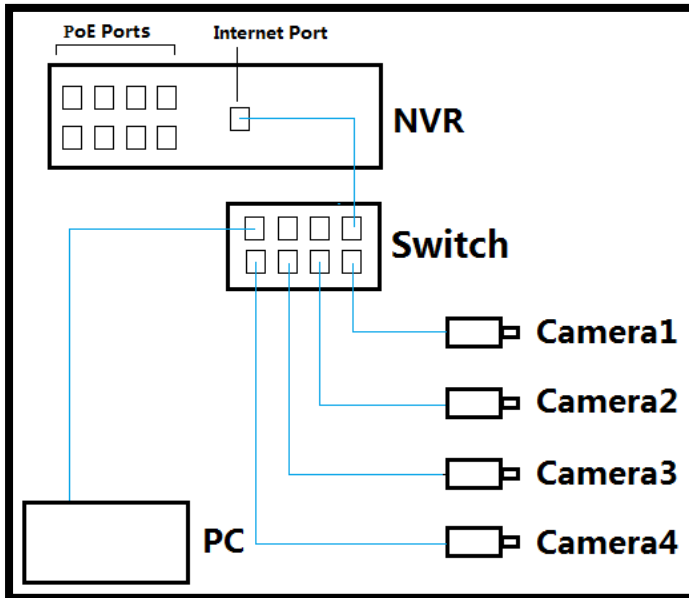 PoE Ports
Internet Port
NVR
Switch
Camera1
Camera2
Camera3
PC
Camera4